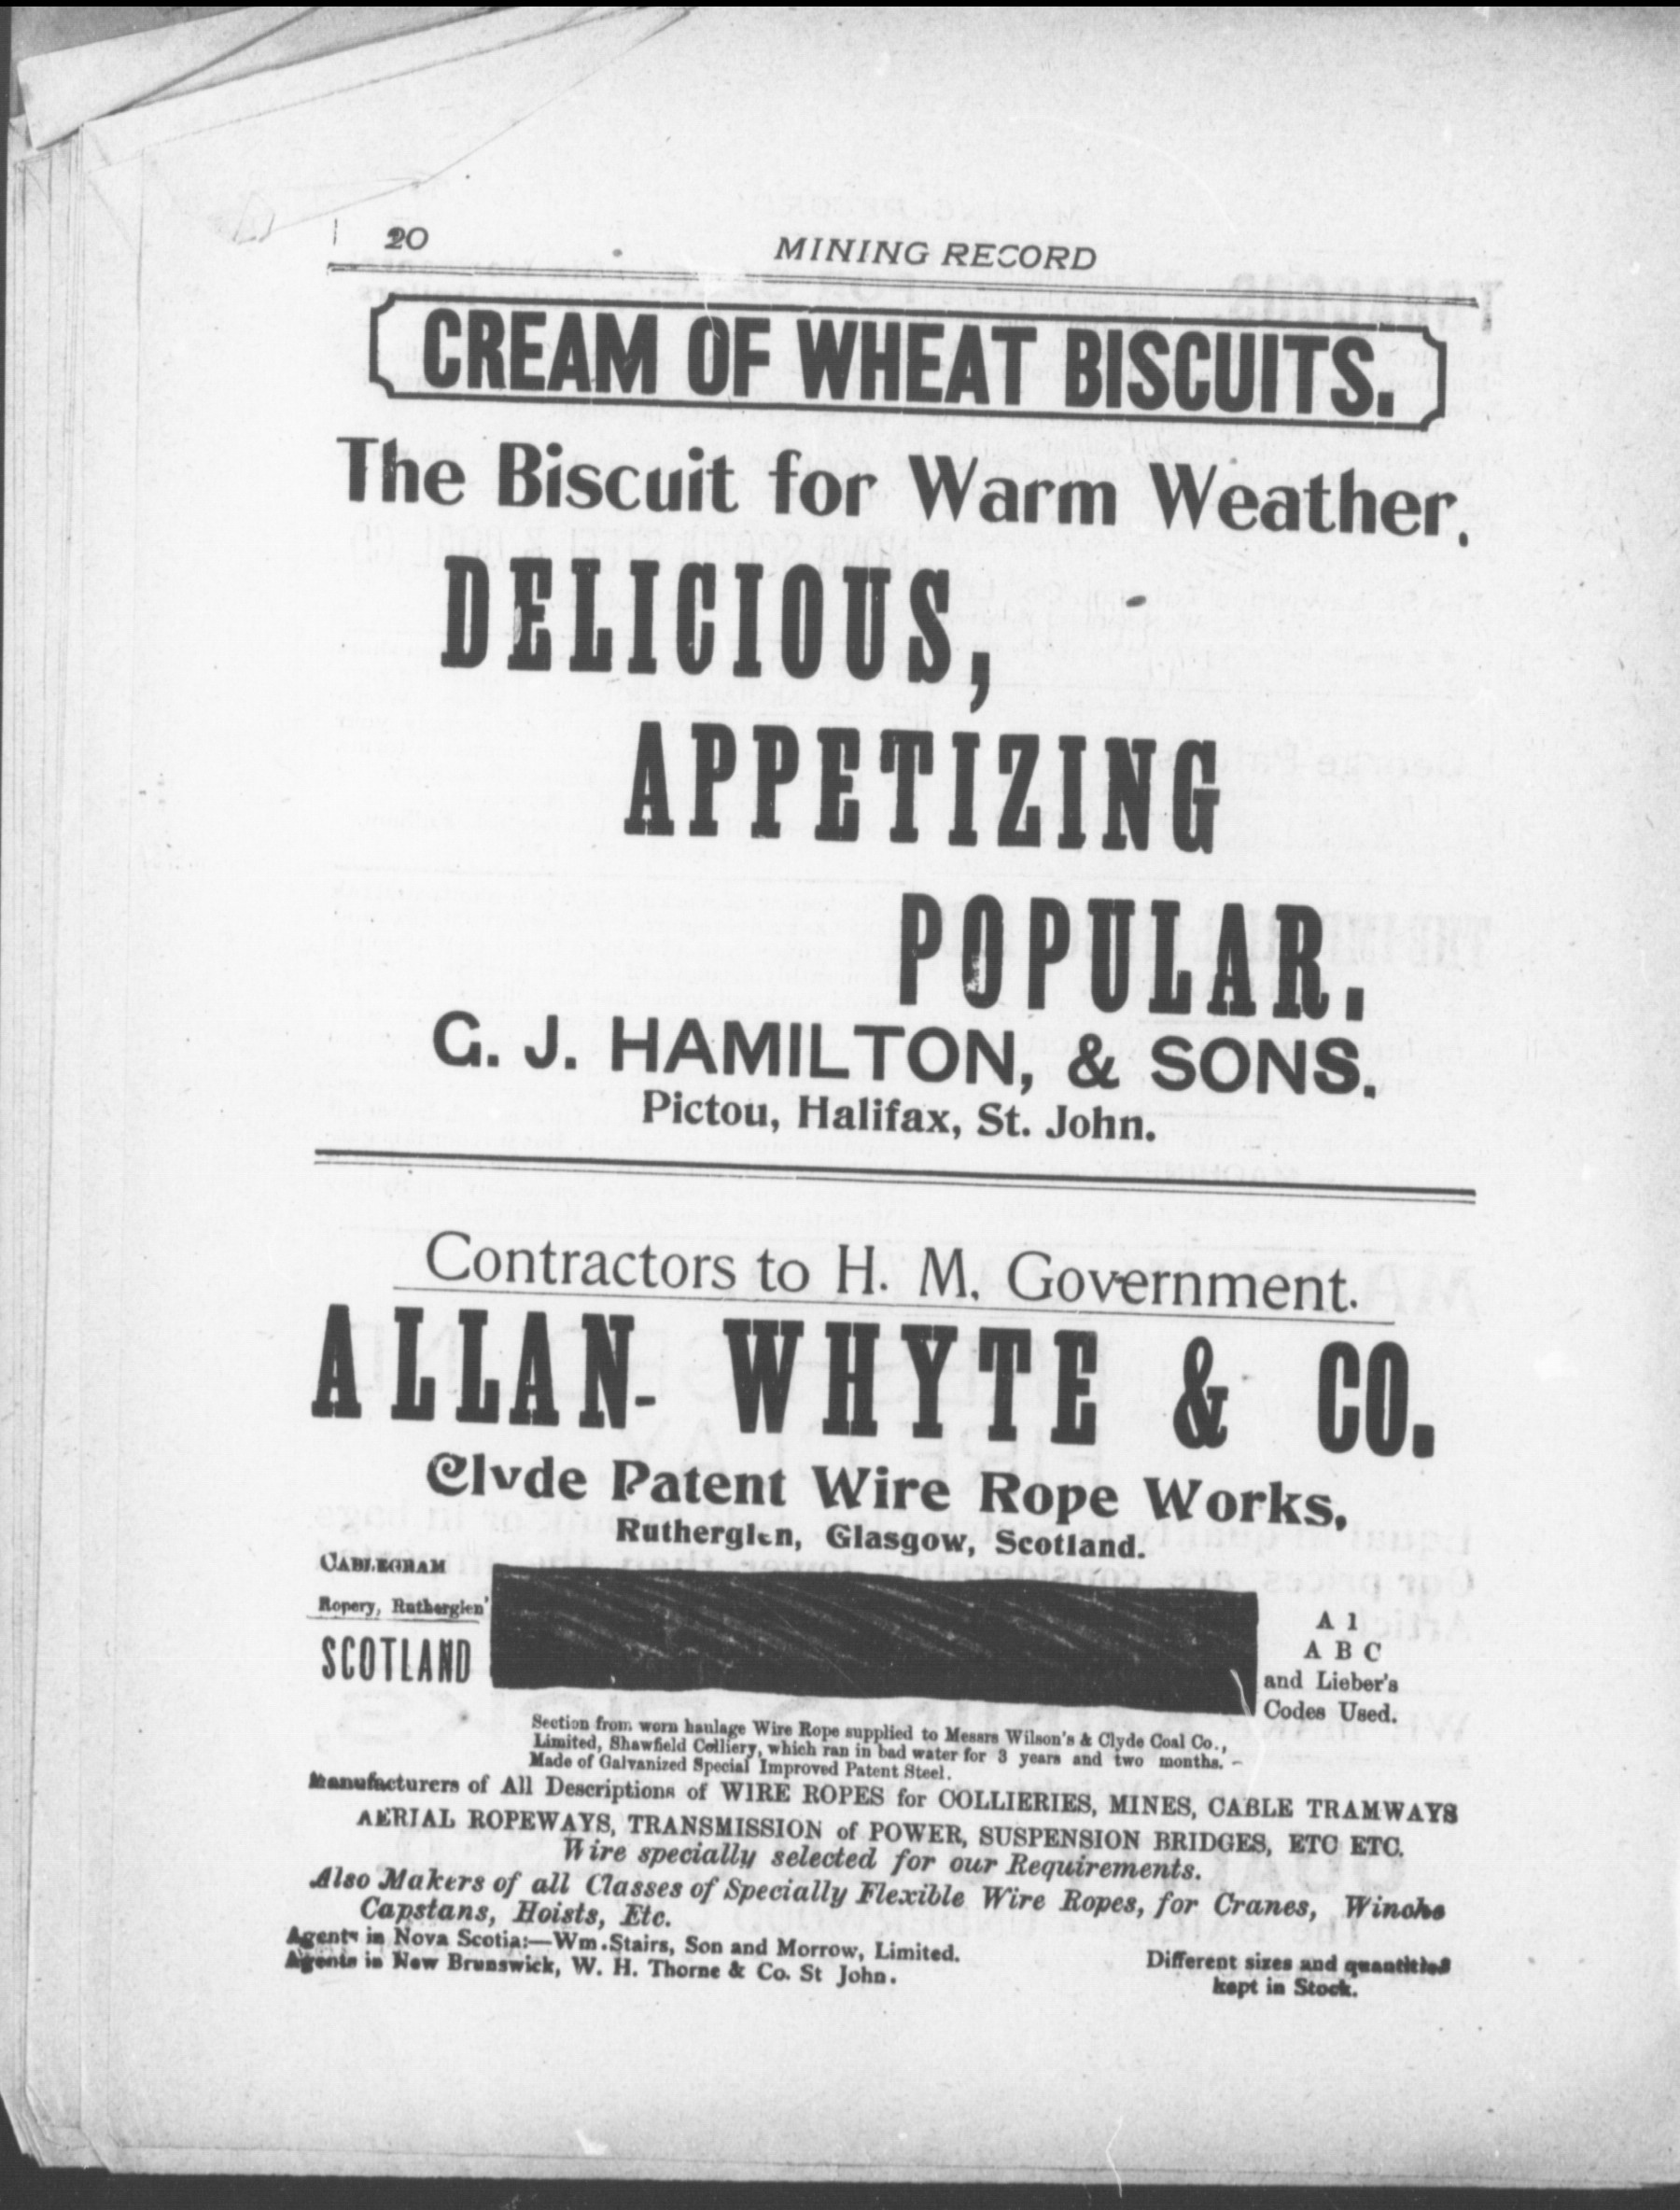 20
MINING RECORD
CREAM OF WHEAT BISCUITS.
The Biscuit for Warm Weather.
DELICIOUS,
APPETIZING
POPULAR.
G. J. HAMILTON, & SONS.
Pictou, Halifax, St. John.
Contractors to H. M. Government.
ALLAN- WHYTE & CO.
Clyde Patent Wire Rope Works,
Rutherglen, Glasgow, Scotland.
CABLEGRAM
Ropery, Rutherglen'
SCOTLAND
A 1
A B C
and Lieber's
Codes Used.
Section from worn haulage Wire Rope supplied to Messrs Wilson's & Clyde Coal Co.,
Limited, Shawfield Colliery, which ran in bad water for 3 years and two months. –
Made of Galvanized Special Improved Patent Steel.
Manufacturers of All Descriptions of WIRE ROPES for COLLIERIES, MINES, CABLE TRAMWAYS
AERIAL ROPEWAYS, TRANSMISSION of POWER, SUSPENSION BRIDGES, ETC ETC.
Wire specially selected for our Requirements.
Also Makers of all Classes of Specially Flexible Wire Ropes, for Cranes, Winchs
Capstans, Hoists, Etc.
Agents in Nova Scotia:—Wm. Stairs, Son and Morrow, Limited.
Agents in New Brunswick, W. H. Thorne & Co. St John.
Different sizes and quantities
kept in Stock.